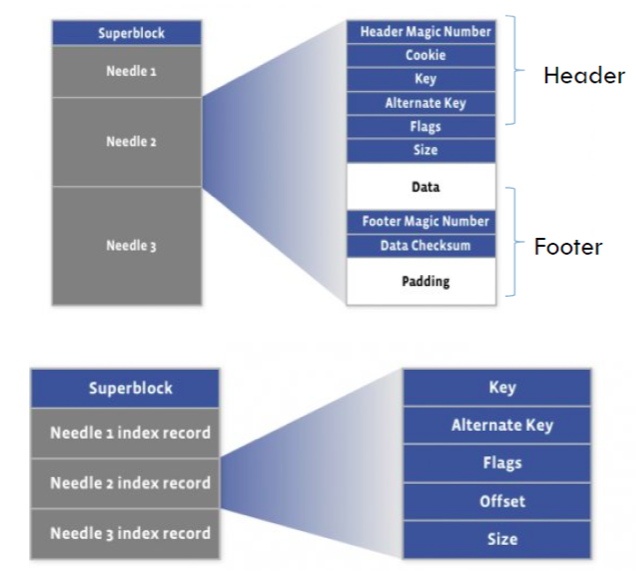 Superblock
Needle 1
Needle 2
Needle 3
Header Magic Number
Cookie
Key
Alternate Key
Flags
Size
Data
Footer Magic Number
Data Checksum
Padding
Header
Footer
Superblock
Needle 1 index record
Needle 2 index record
Needle 3 index record
Key
Alternate Key
Flags
Offset
Size